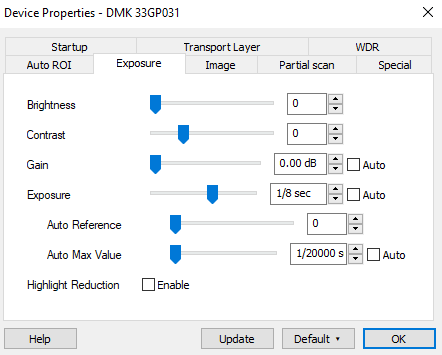 Device Properties - DMK 33GP031
Startup Transport Layer WDR
Auto ROI Exposure Image Partial scan Special
Brightness 0
Contrast 0
Gain 0.00 dB Auto
Exposure 1/8 sec Auto
Auto Reference 0
Auto Max Value 1/20000 s Auto
Highlight Reduction Enable
Help Update Default OK